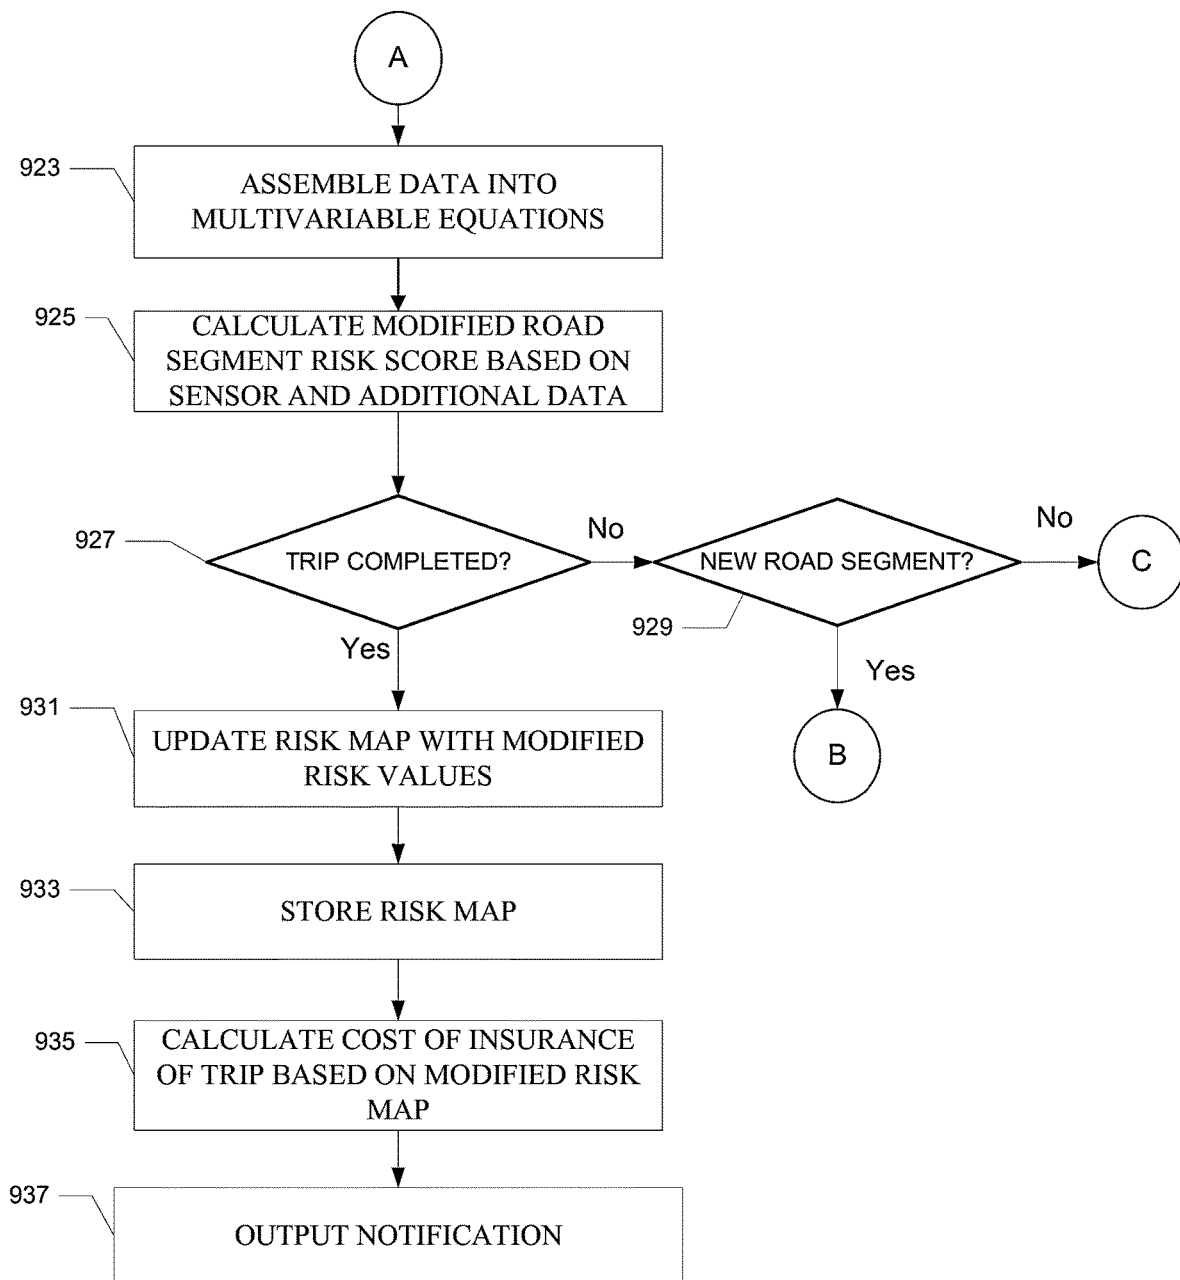 A
923
ASSEMBLE DATA INTO
MULTIVARIABLE EQUATIONS
925
CALCULATE MODIFIED ROAD
SEGMENT RISK SCORE BASED ON
SENSOR AND ADDITIONAL DATA
927
TRIP COMPLETED?
No
NEW ROAD SEGMENT?
929
No
C
Yes
Yes
B
931
UPDATE RISK MAP WITH MODIFIED
RISK VALUES
933
STORE RISK MAP
935
CALCULATE COST OF INSURANCE
OF TRIP BASED ON MODIFIED RISK
MAP
937
OUTPUT NOTIFICATION